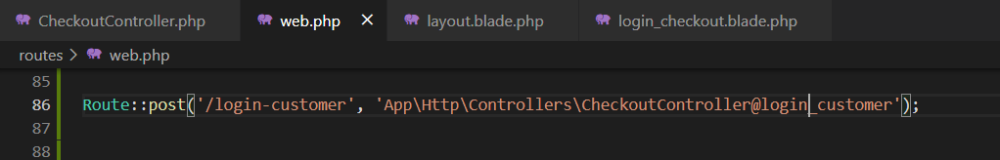 CheckoutController.php web.php layout.blade.php login_checkout.blade.php
routes > web.php
85
86 Route::post('/login-customer', 'App\Http\Controllers\CheckoutController@login_customer');
87
88